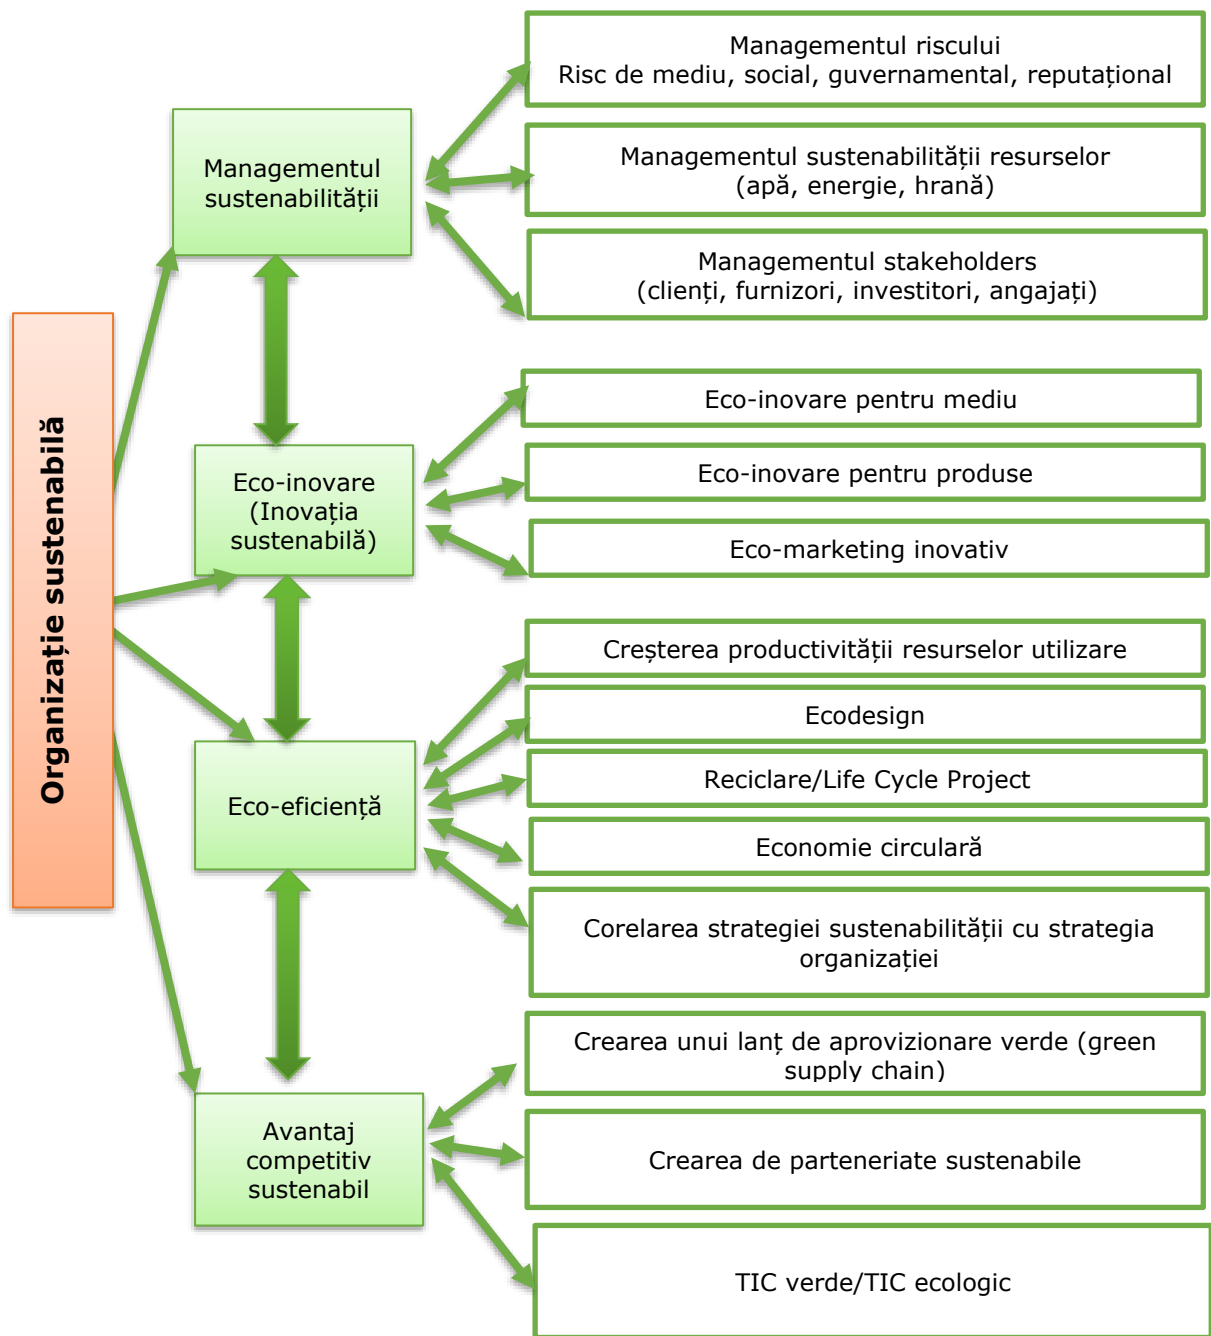 Organizație sustenabilă
Managementul
sustenabilității
Managementul riscului
Risc de mediu, social, guvernamental, reputațional
Managementul sustenabilității resurselor
(apă, energie, hrană)
Managementul stakeholders
(clienți, furnizori, investitori, angajați)
Eco-inovare
(Inovația
sustenabilă)
Eco-inovare pentru mediu
Eco-inovare pentru produse
Eco-marketing inovativ
Eco-eficiență
Creșterea productivității resurselor utilizare
Ecodesign
Reciclare/Life Cycle Project
Economie circulară
Corelarea strategiei sustenabilității cu strategia
organizației
Avantaj
competitiv
sustenabil
Crearea unui lanț de aprovizionare verde (green
supply chain)
Crearea de parteneriate sustenabile
TIC verde/TIC ecologic